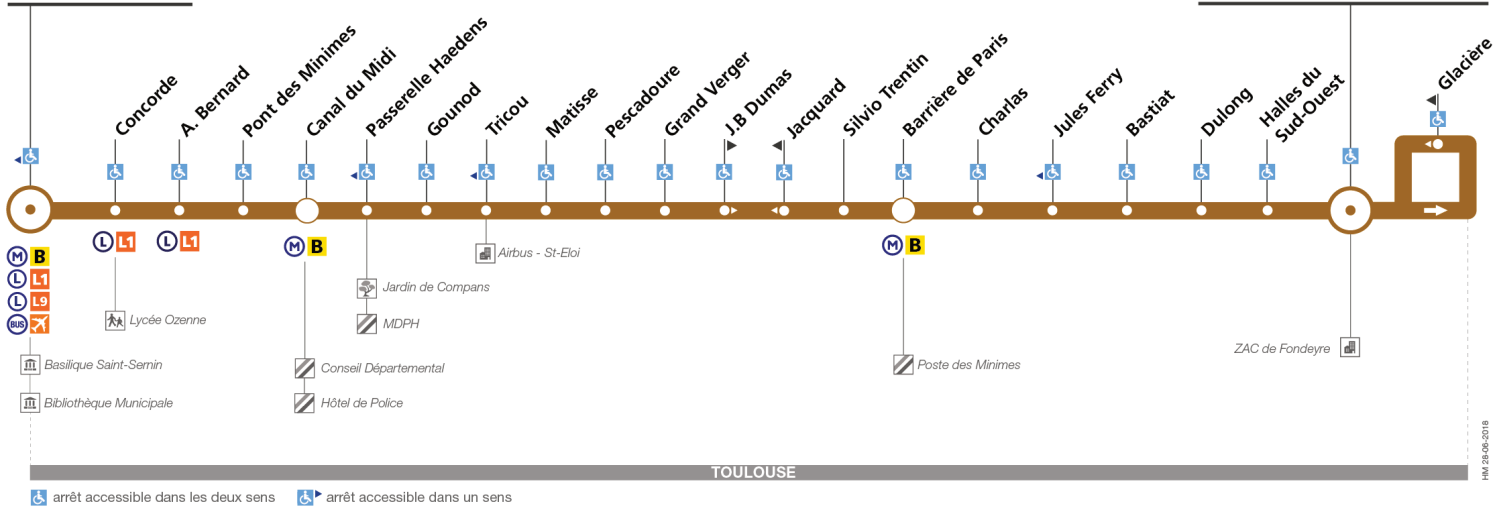 Concorde
A. Bernard
Pont des Minimes
Canal du Midi
Passerelle Haedens
Gounod
Tricou
Matisse
Pescadoure
Grand Verger
J.B Dumas
Jacquard
Silvio Trentin
Barrière de Paris
Charlas
Jules Ferry
Bastiat
Dulong
Halles du
Sud-Ouest
Glacière
M B
L L1
L L9
BUS
L L1
L L1
M B
M B
Airbus - St-Eloi
Jardin de Compans
MDPH
Lycée Ozenne
Basilique Saint-Sernin
Bibliothèque Municipale
Conseil Départemental
Hôtel de Police
Poste des Minimes
ZAC de Fondeyre
TOULOUSE
HM 28-06-2018
arrêt accessible dans les deux sens
arrêt accessible dans un sens